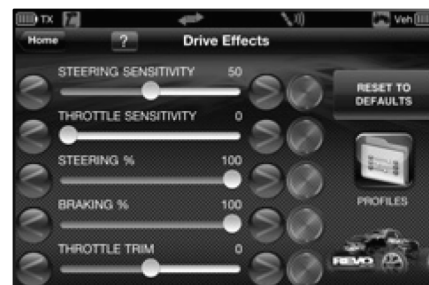 TX Veh
Home ? Drive Effects
STEERING SENSITIVITY 50
RESET TO
DEFAULTS
THROTTLE SENSITIVITY 0
STEERING % 100
BRAKING % 100
PROFILES
THROTTLE TRIM 0
REVO